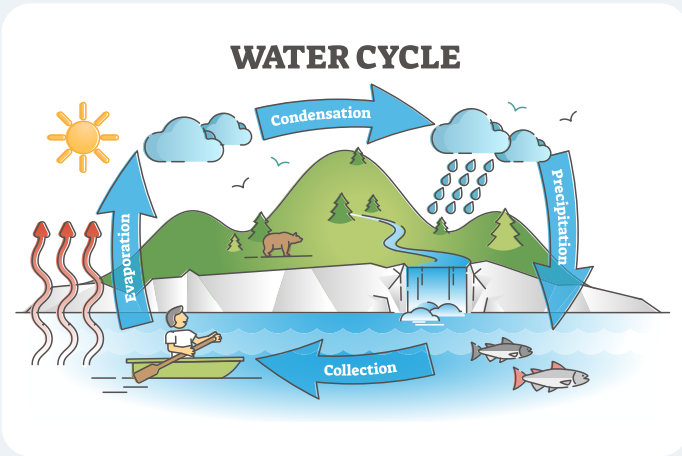 WATER CYCLE
Condensation
Precipitation
Evaporation
Collection